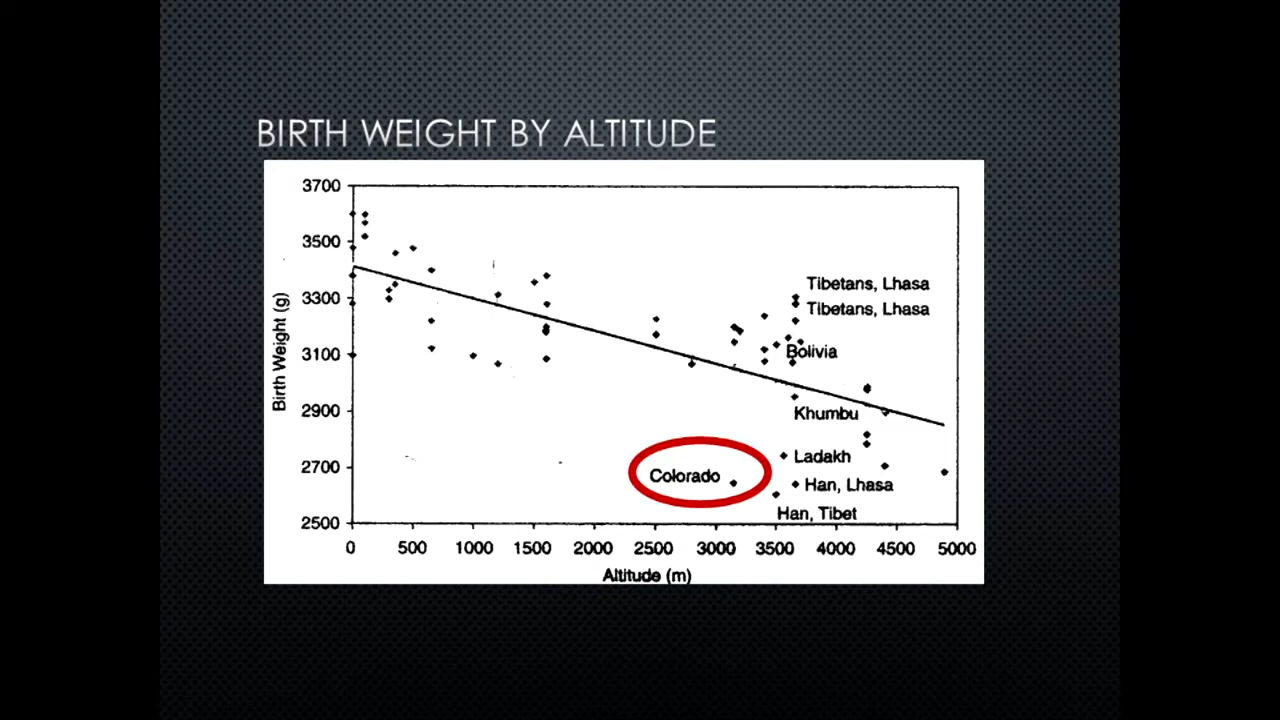 BIRTH WEIGHT BY ALTITUDE
3700
3500
3300
3100
2900
2700
2500
Birth Weight (g)
Tibetans, Lhasa
Tibetans, Lhasa
Bolivia
Khumbu
Ladakh
Colorado
Han, Lhasa
Han, Tibet
0 500 1000 1500 2000 2500 3000 3500 4000 4500 5000
Altitude (m)